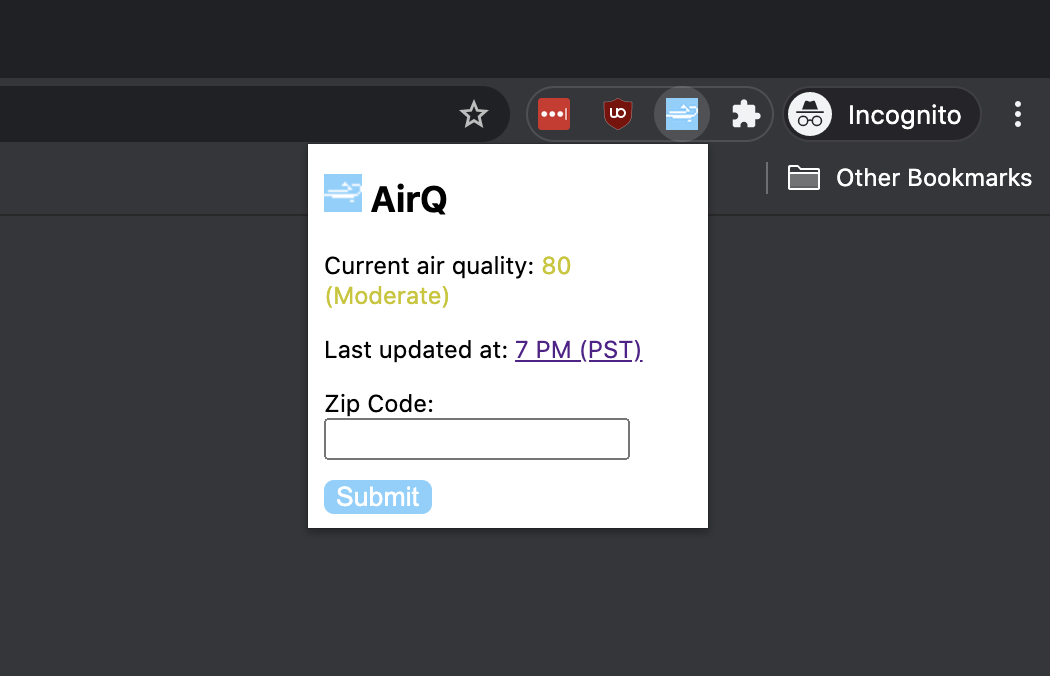 Incognito
Other Bookmarks
AirQ
Current air quality: 80
(Moderate)
Last updated at: 7 PM (PST)
Zip Code:
Submit